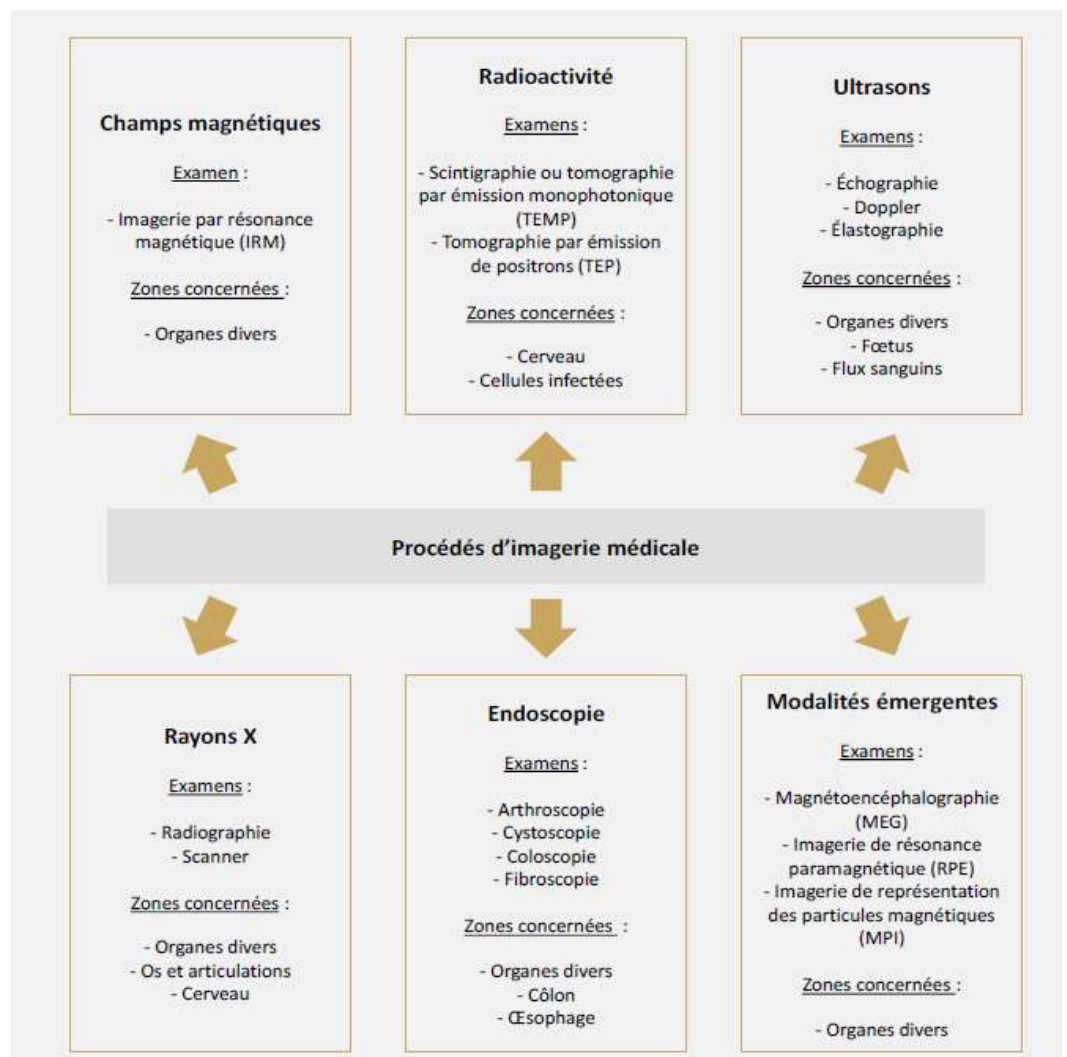 Champs magnétiques
Examen :
- Imagerie par résonance
magnétique (IRM)
Zones concernées :
- Organes divers
Radioactivité
Examens :
- Scintigraphie ou tomographie
par émission monophotonique
(TEMP)
- Tomographie par émission
de positrons (TEP)
Zones concernées :
- Cerveau
- Cellules infectées
Ultrasons
Examens :
- Échographie
- Doppler
- Élastographie
Zones concernées :
- Organes divers
- Fœtus
- Flux sanguins
Procédés d’imagerie médicale
Rayons X
Examens :
- Radiographie
- Scanner
Zones concernées :
- Organes divers
- Os et articulations
- Cerveau
Endoscopie
Examens :
- Arthroscopie
- Cystoscopie
- Coloscopie
- Fibroscopie
Zones concernées :
- Organes divers
- Côlon
- Œsophage
Modalités émergentes
Examens :
- Magnétoencéphalographie
(MEG)
- Imagerie de résonance
paramagnétique (RPE)
- Imagerie de représentation
des particules magnétiques
(MPI)
Zones concernées :
- Organes divers